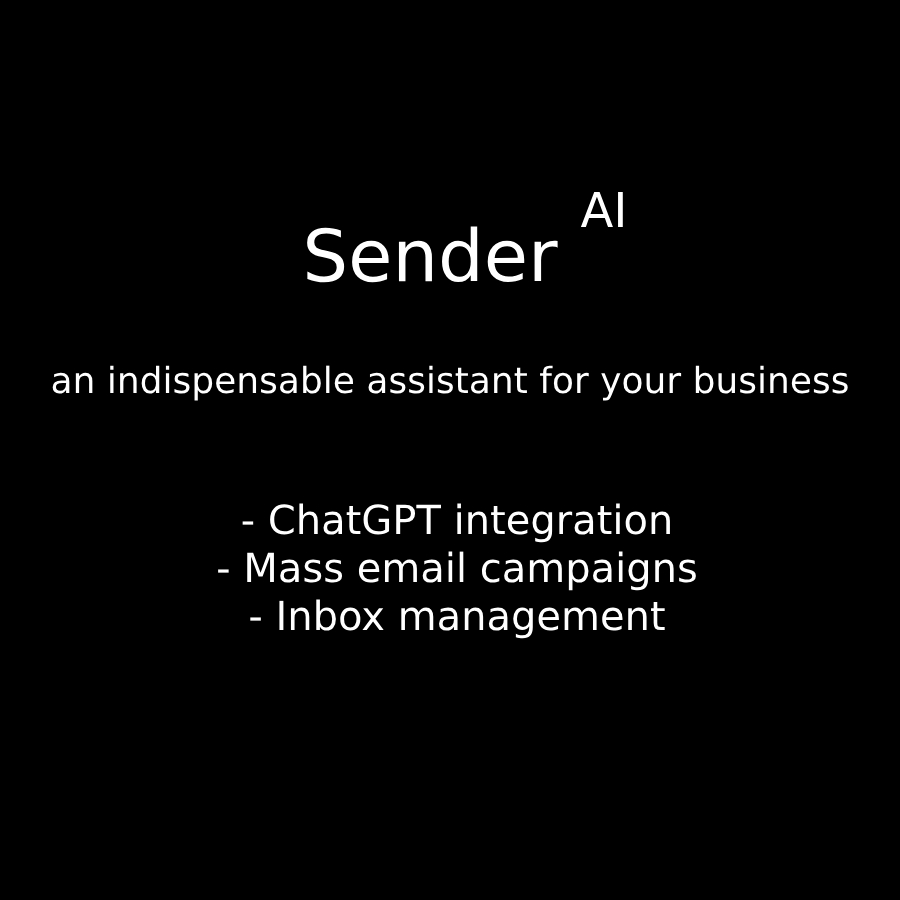 Sender AI
an indispensable assistant for your business
- ChatGPT integration
- Mass email campaigns
- Inbox management